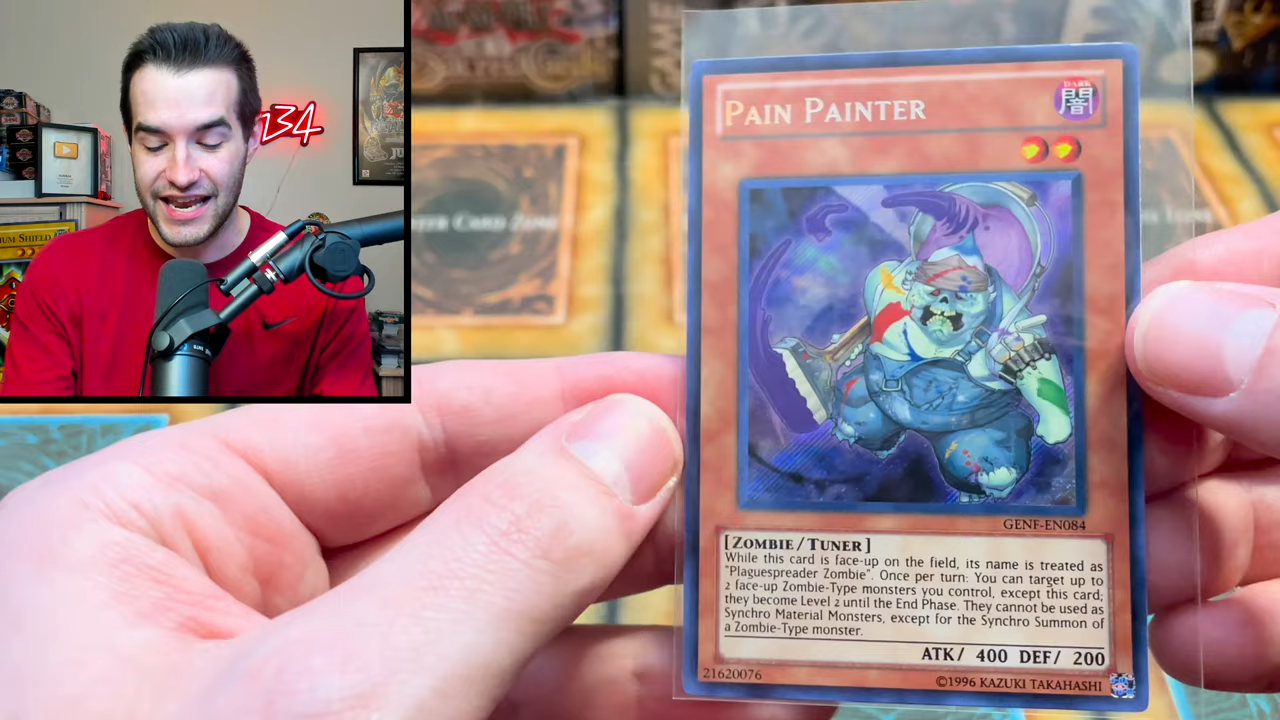 234
PAIN PAINTER
DARK
闇
GENF-EN084
[ZOMBIE/TUNER]
While this card is face-up on the field, its name is treated as
"Plaguespreader Zombie". Once per turn: You can target up to
2 face-up Zombie-Type monsters you control, except this card;
they become Level 2 until the End Phase. They cannot be used as
Synchro Material Monsters, except for the Synchro Summon of
a Zombie-Type monster.
ATK/ 400 DEF/ 200
21620076
©1996 KAZUKI TAKAHASHI